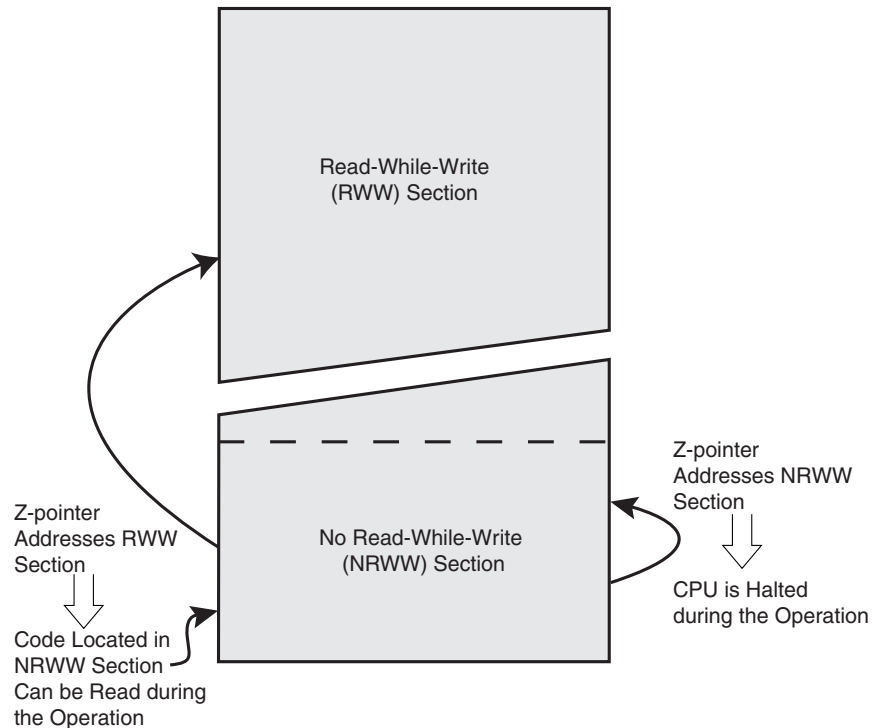 Read-While-Write
(RWW) Section
Z-pointer
Addresses NRWW
Section
Z-pointer
Addresses RWW
Section
No Read-While-Write
(NRWW) Section
CPU is Halted
during the Operation
Code Located in
NRWW Section
Can be Read during
the Operation